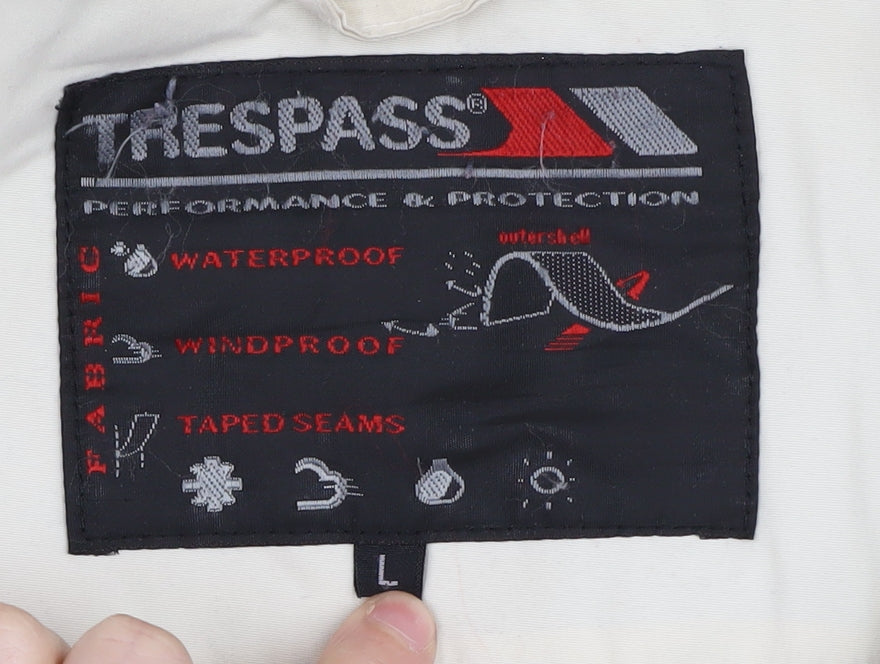 TRESPASS®
PERFORMANCE & PROTECTION
outershell
FABRIC
WATERPROOF
WINDPROOF
TAPED SEAMS
L